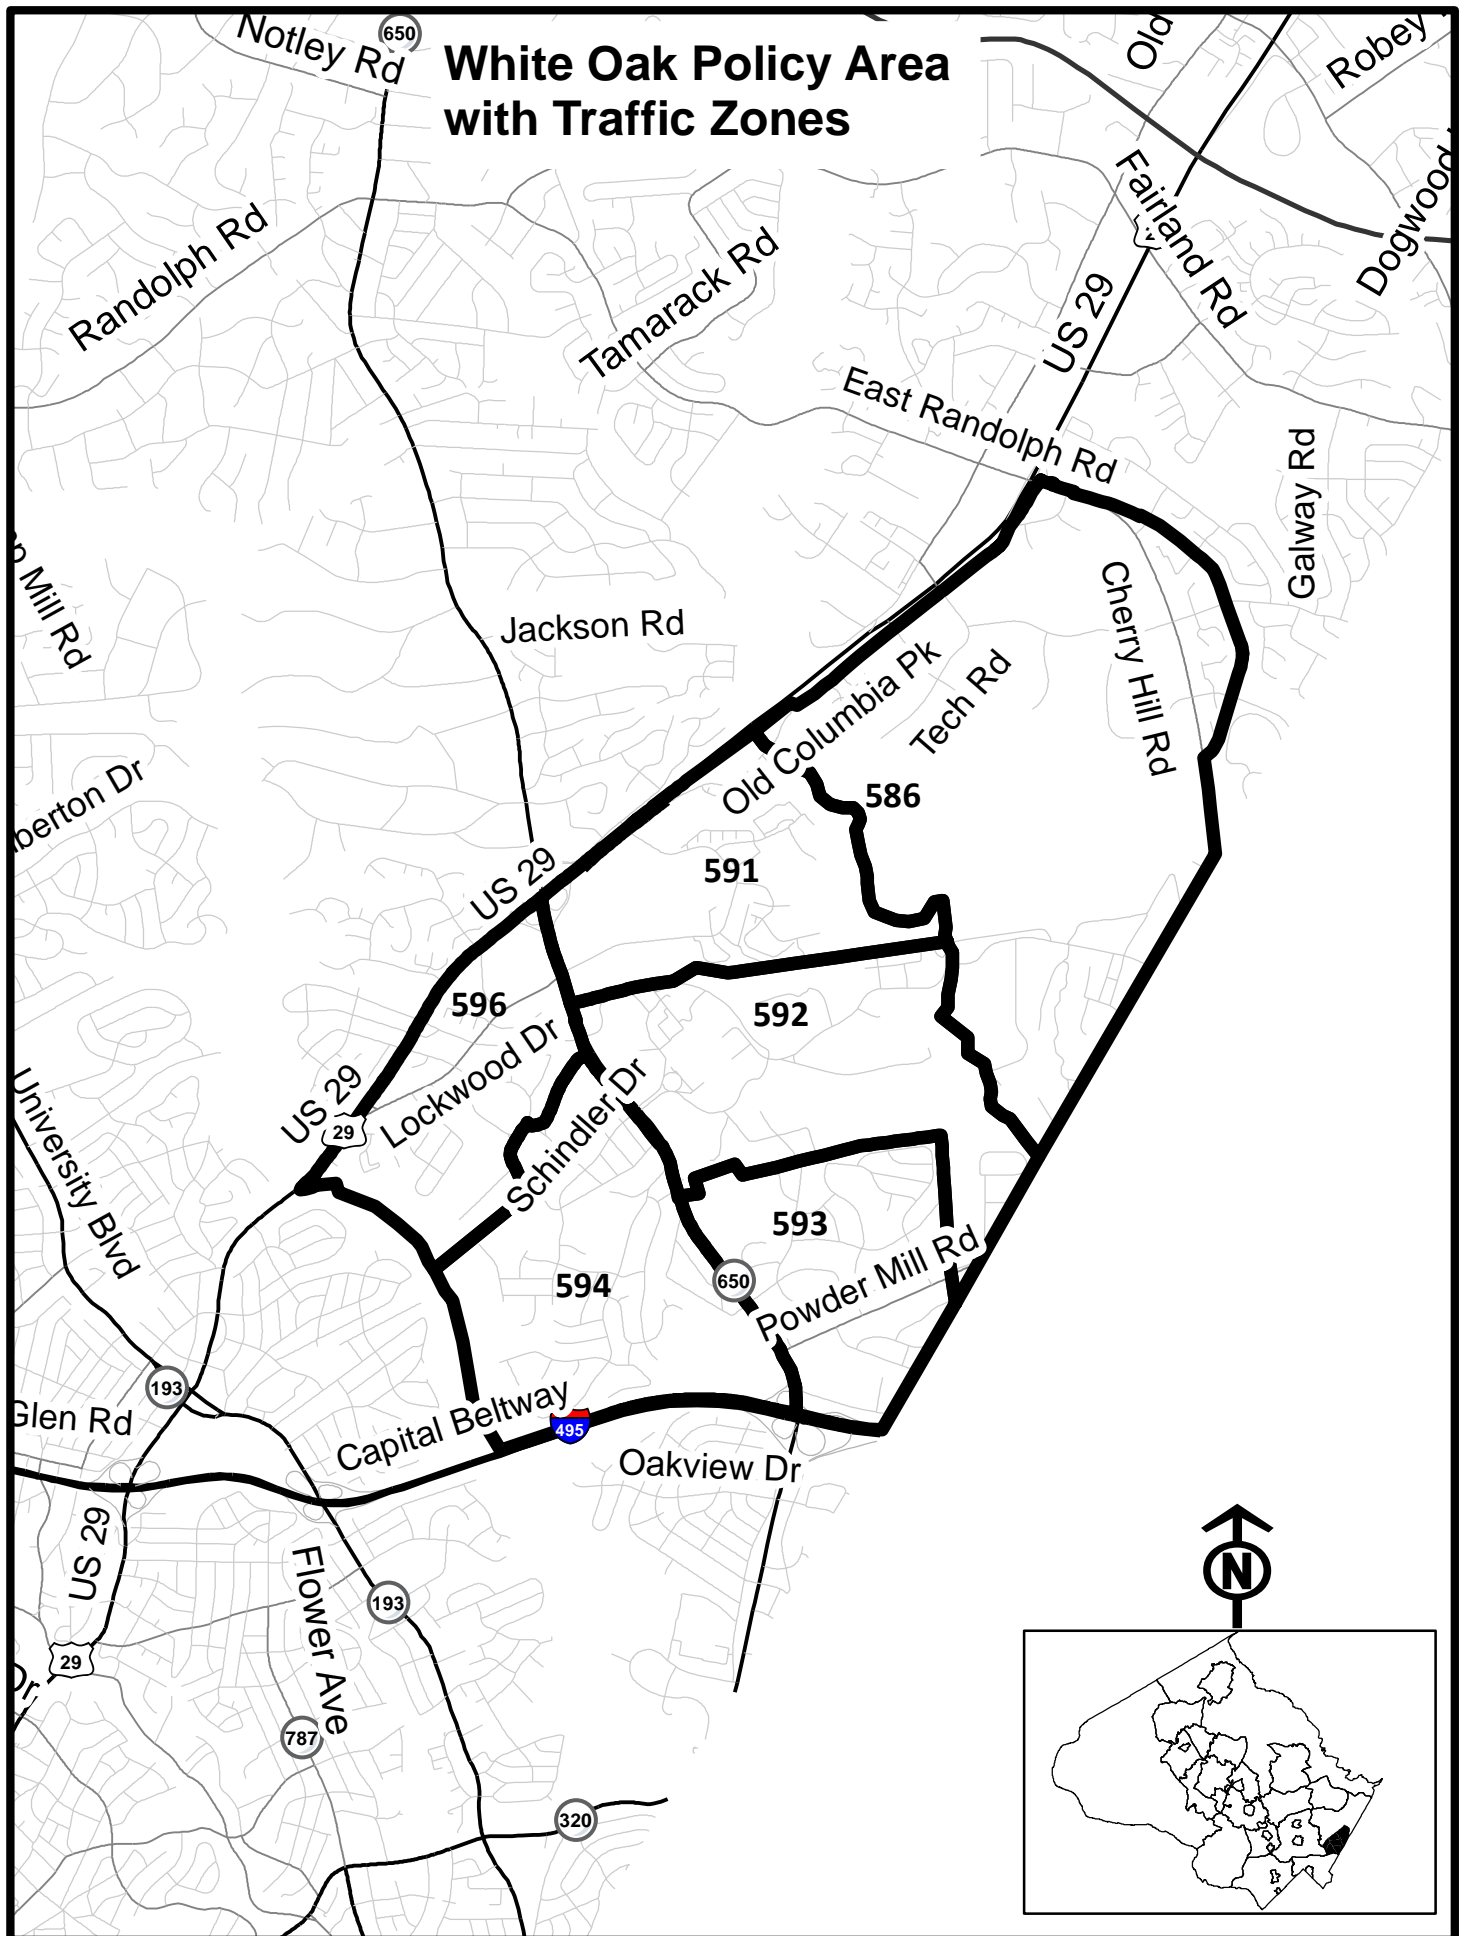 Notley Rd
650
White Oak Policy Area
with Traffic Zones
Old
Robey
Fairland Rd
Dogwood
Randolph Rd
Tamarack Rd
US 29
East Randolph Rd
Galway Rd
Mill Rd
Jackson Rd
Cherry Hill Rd
Old Columbia Pk
Tech Rd
berton Dr
586
591
US 29
596
592
Lockwood Dr
US 29
29
Schindler Dr
University Blvd
593
594
650
Powder Mill Rd
193
Glen Rd
Capital Beltway
495
Oakview Dr
US 29
Flower Ave
193
N
29
Dr
787
320